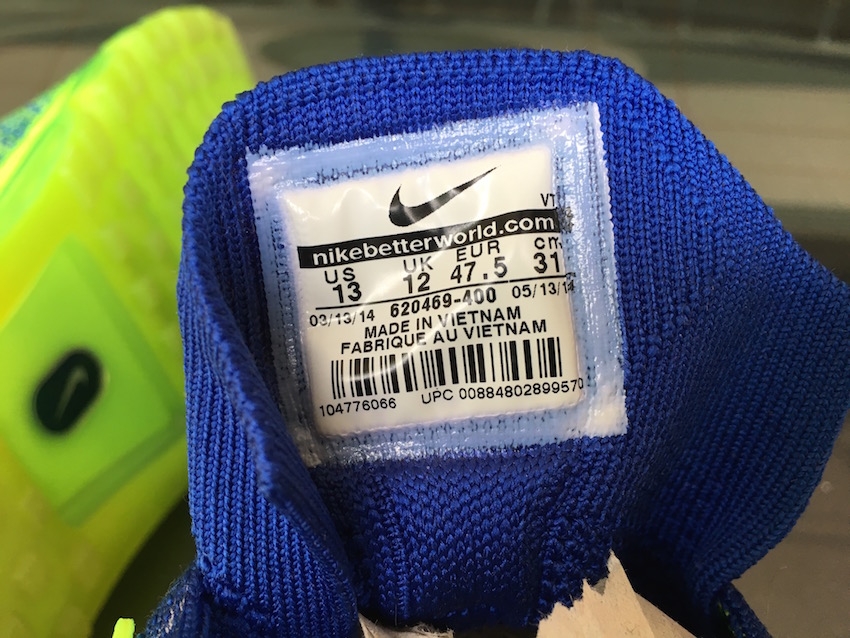 VT
nikebetterworld.com
US UK EUR cm
13 12 47.5 31
03/13/14 620469-400 05/13/14
MADE IN VIETNAM
FABRIQUE AU VIETNAM
104776066 UPC 00884802899570